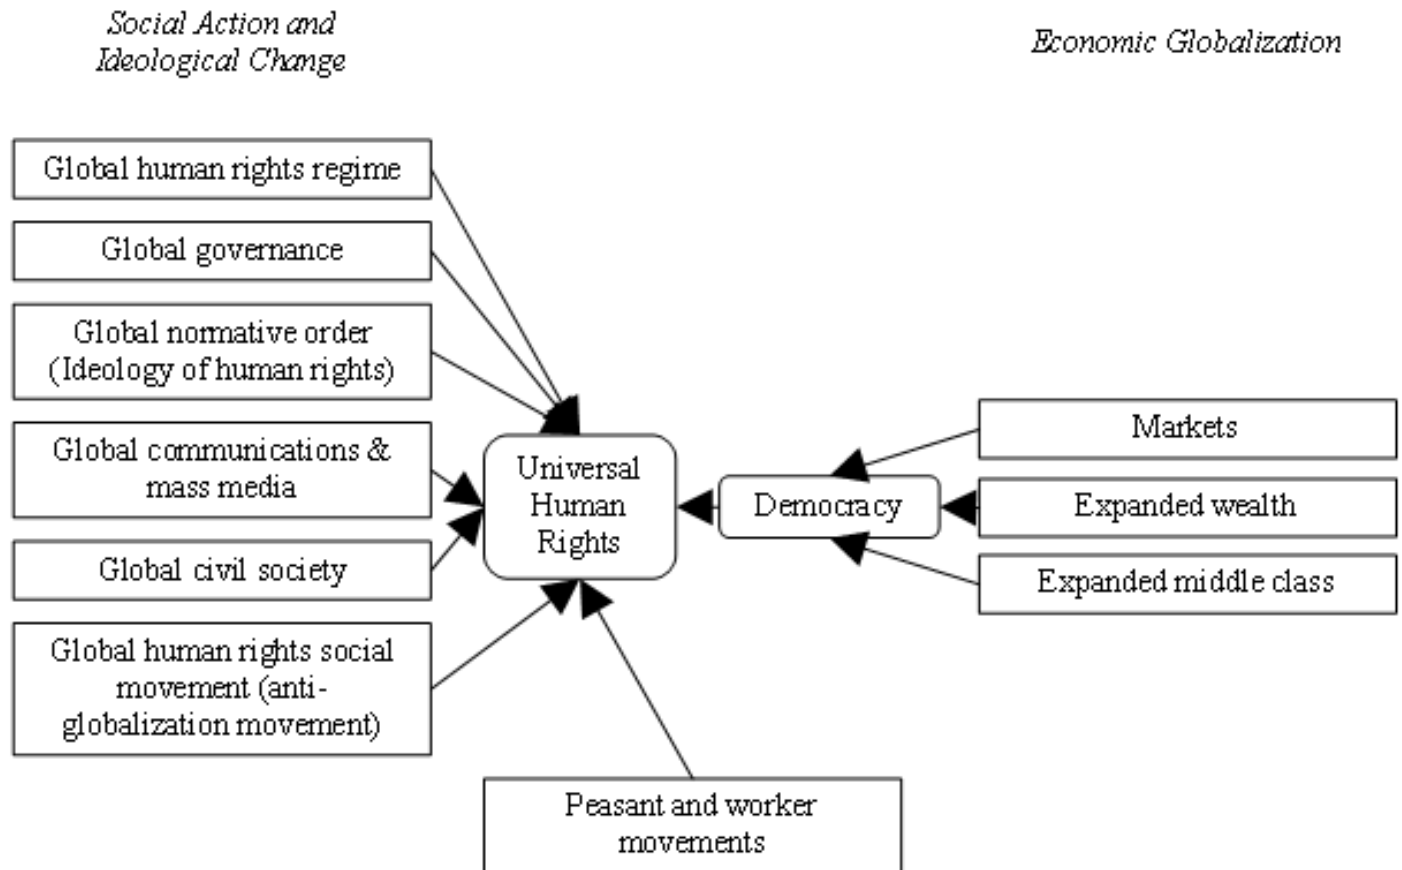 Social Action and
Ideological Change
Economic Globalization
Global human rights regime
Global governance
Global normative order
(Ideology of human rights)
Global communications &
mass media
Global civil society
Global human rights social
movement (anti-
globalization movement)
Universal
Human
Rights
Democracy
Markets
Expanded wealth
Expanded middle class
Peasant and worker
movements